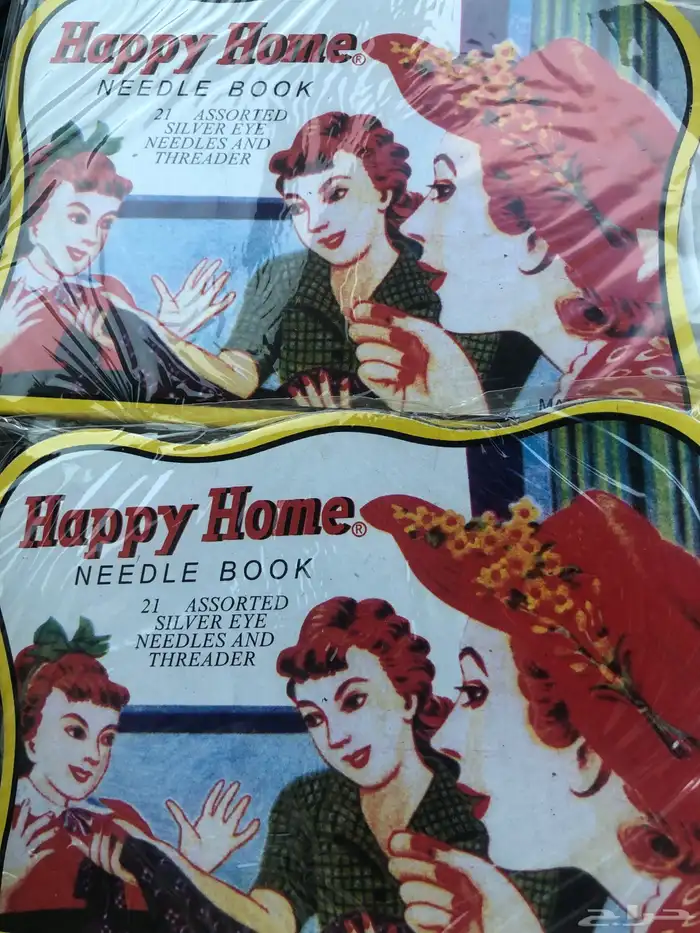 Happy Home®
NEEDLE BOOK
21 ASSORTED
SILVER EYE
NEEDLES AND
THREADER
Happy Home®
NEEDLE BOOK
21 ASSORTED
SILVER EYE
NEEDLES AND
THREADER
حراج